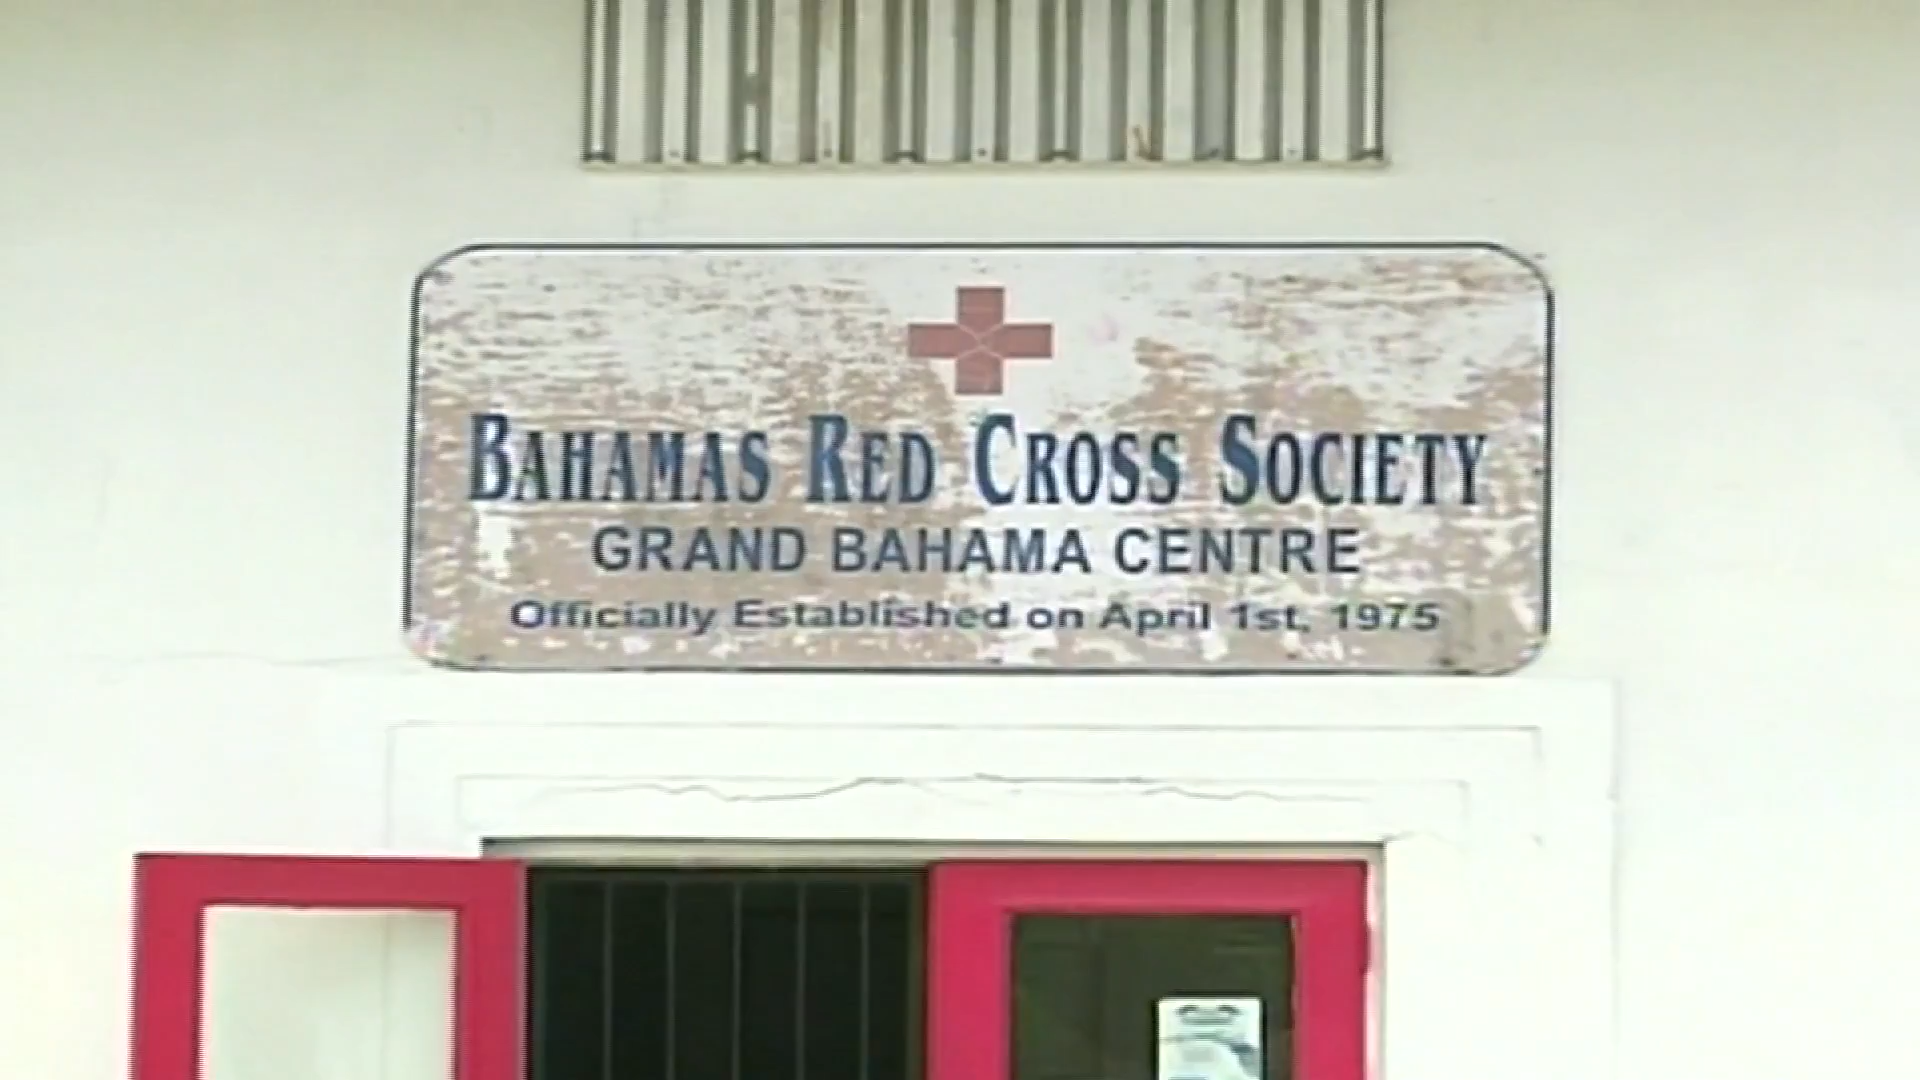 BAHAMAS RED CROSS SOCIETY
GRAND BAHAMA CENTRE
Officially Established on April 1st, 1975